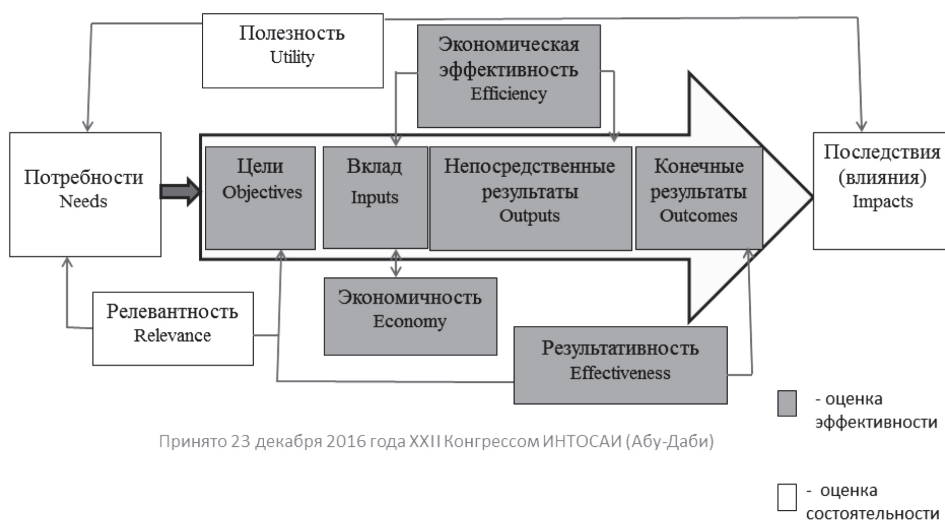 Полезность
Utility
Экономическая
эффективность
Efficiency
Потребности
Needs
Цели
Objectives
Вклад
Inputs
Непосредственные
результаты
Outputs
Конечные
результаты
Outcomes
Последствия
(влияния)
Impacts
Релевантность
Relevance
Экономичность
Economy
Результативность
Effectiveness
- оценка
эффективности
Принято 23 декабря 2016 года XXII Конгрессом ИНТОСАИ (Абу-Даби)
- оценка
состоятельности